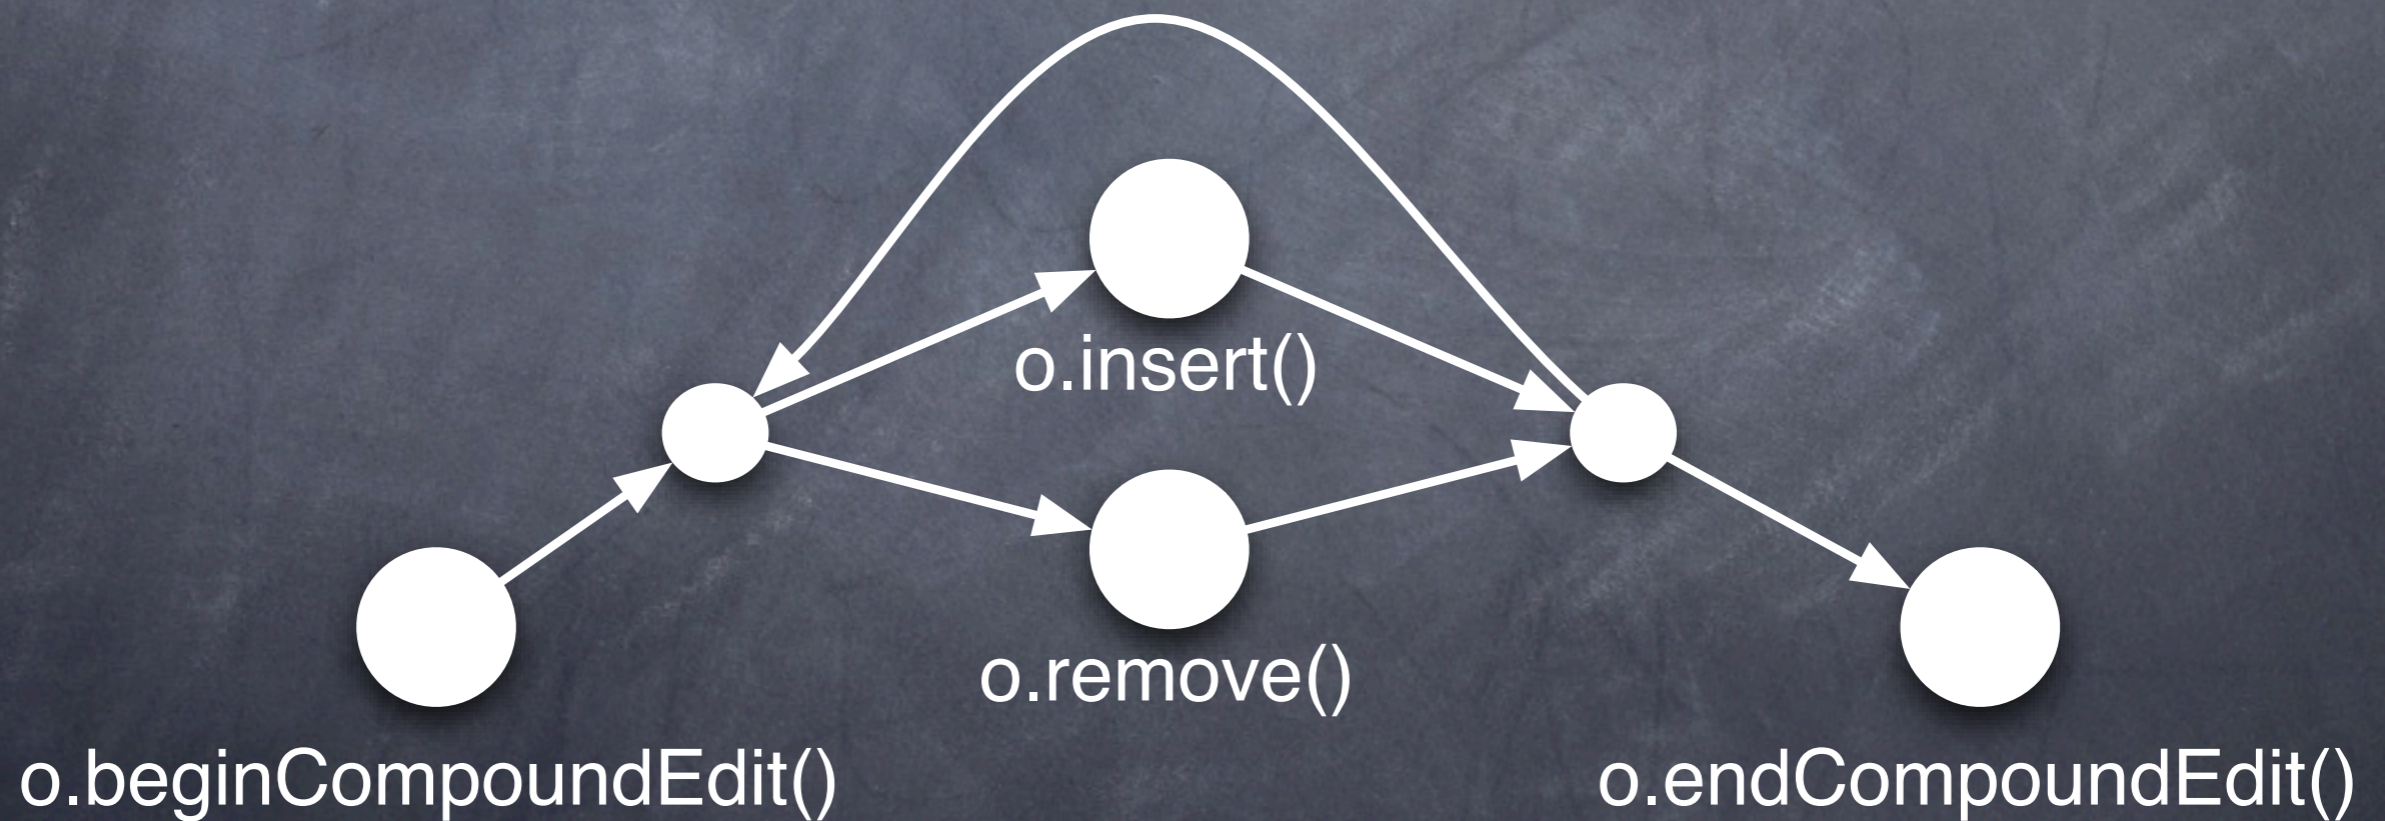 o.insert()
o.remove()
o.beginCompoundEdit()
o.endCompoundEdit()